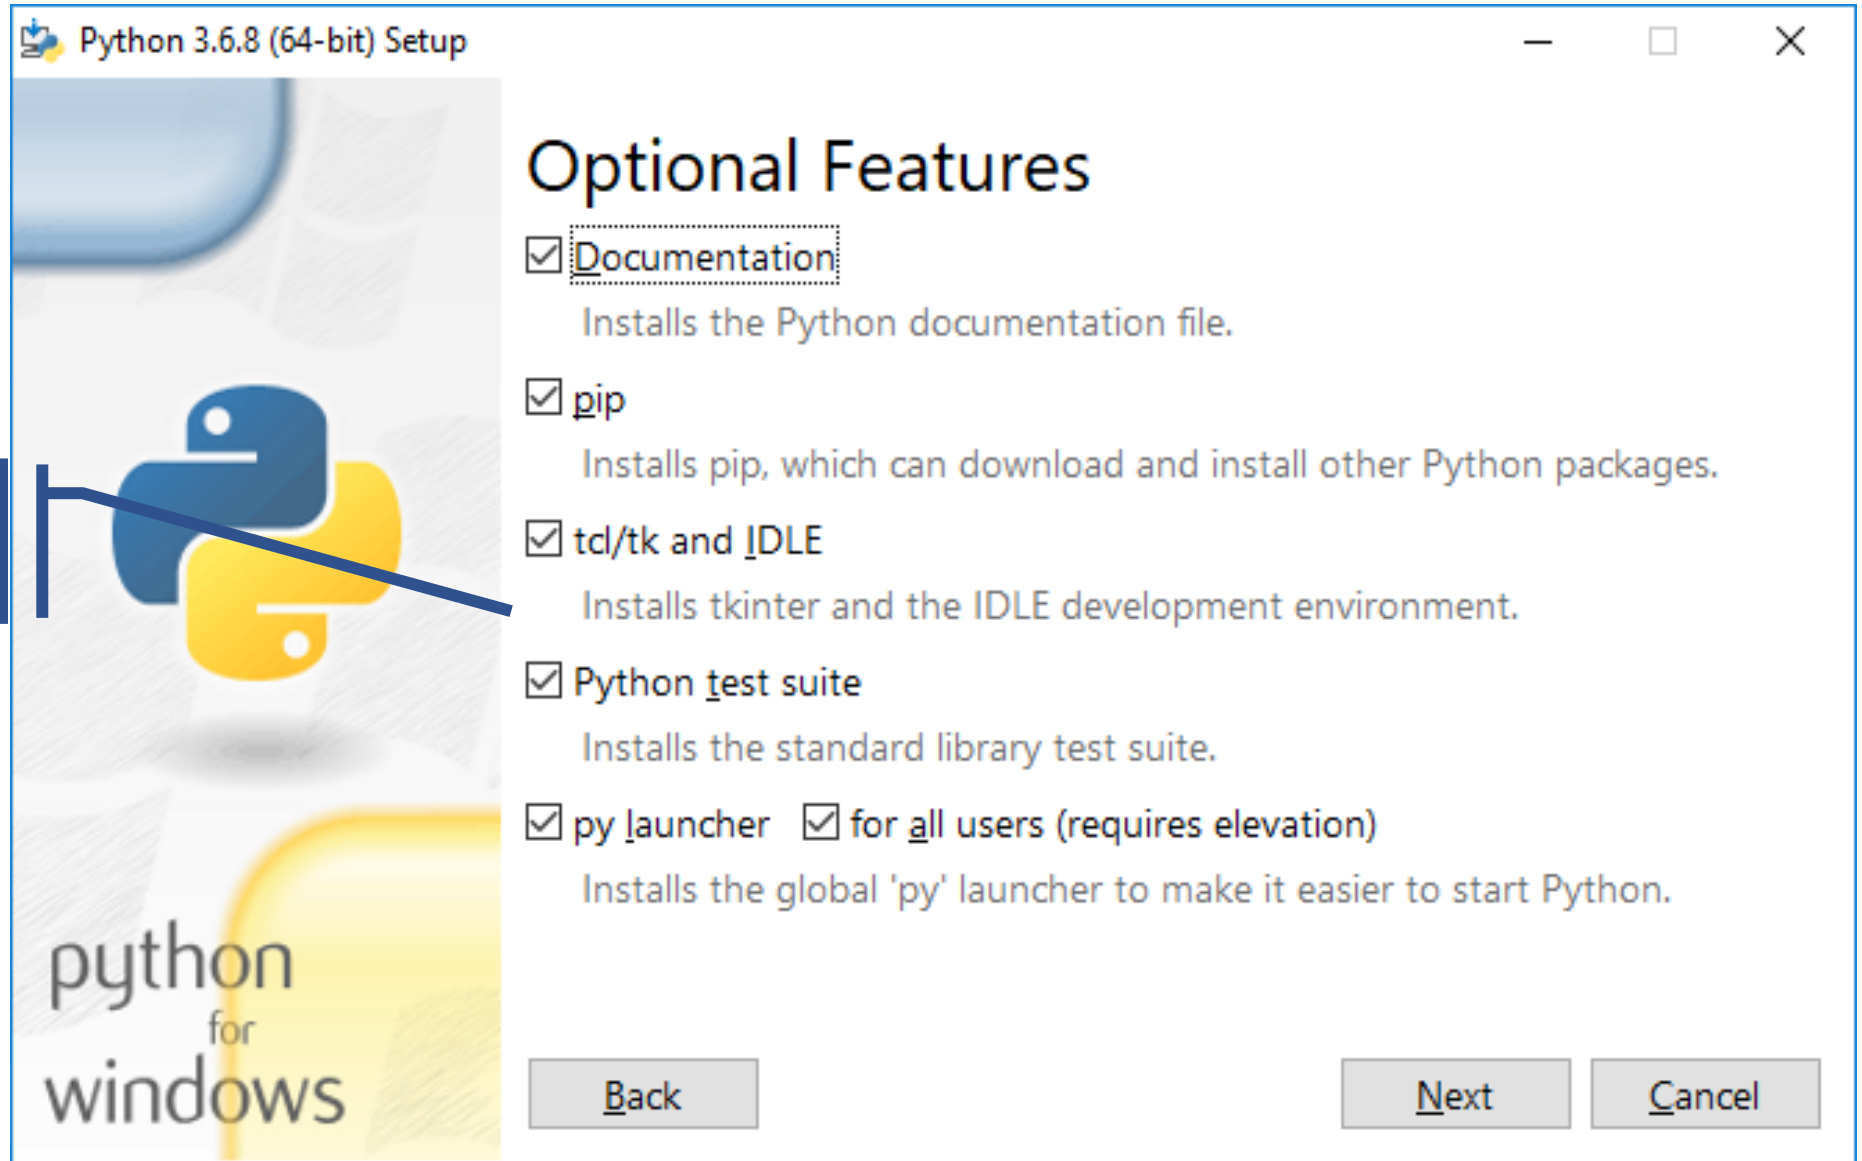 Python 3.6.8 (64-bit) Setup
Optional Features
Documentation
Installs the Python documentation file.
pip
Installs pip, which can download and install other Python packages.
tcl/tk and IDLE
Installs tkinter and the IDLE development environment.
Python test suite
Installs the standard library test suite.
py launcher for all users (requires elevation)
Installs the global 'py' launcher to make it easier to start Python.
python
for
windows
Back Next Cancel